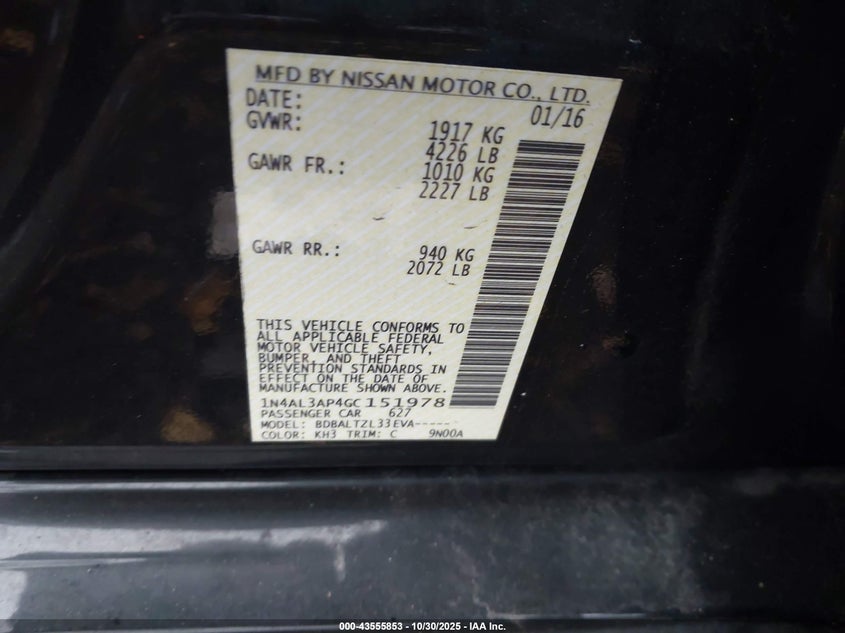 MFD BY NISSAN MOTOR CO., LTD.
DATE: 01/16
GVWR: 1917 KG
4226 LB
GAWR FR.: 1010 KG
2227 LB
GAWR RR.: 940 KG
2072 LB
THIS VEHICLE CONFORMS TO
ALL APPLICABLE FEDERAL
MOTOR VEHICLE SAFETY,
BUMPER, AND THEFT
PREVENTION STANDARDS IN
EFFECT ON THE DATE OF
MANUFACTURE SHOWN ABOVE.
1N4AL3AP4GC151978
PASSENGER CAR 627
MODEL: BDBALTZL33EVA-----
COLOR: KH3 TRIM: C 9N00A
000-43555853 - 10/30/2025 - IAA Inc.